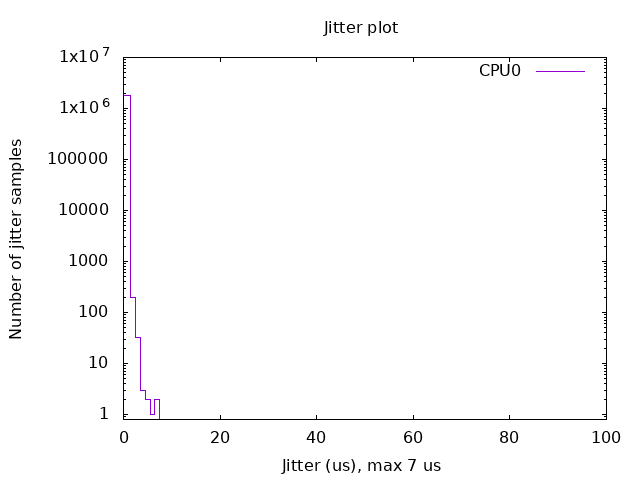 Jitter plot
CPU0
Number of jitter samples
1x10^7
1x10^6
100000
10000
1000
100
10
1
0 20 40 60 80 100
Jitter (us), max 7 us